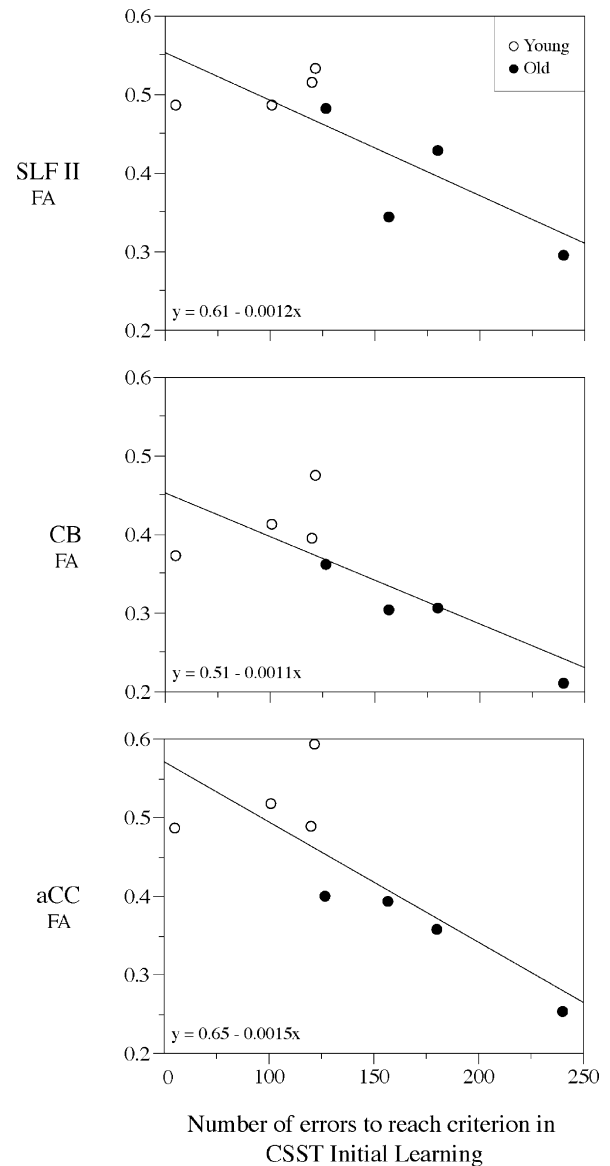 0.6
Young
Old
0.5
SLF II
FA
0.4
0.3
y = 0.61 - 0.0012x
0.2
0.6
0.5
CB
FA
0.4
0.3
y = 0.51 - 0.0011x
0.2
0.6
0.5
aCC
FA
0.4
0.3
y = 0.65 - 0.0015x
0.2
0 100 150 200 250
Number of errors to reach criterion in
CSST Initial Learning